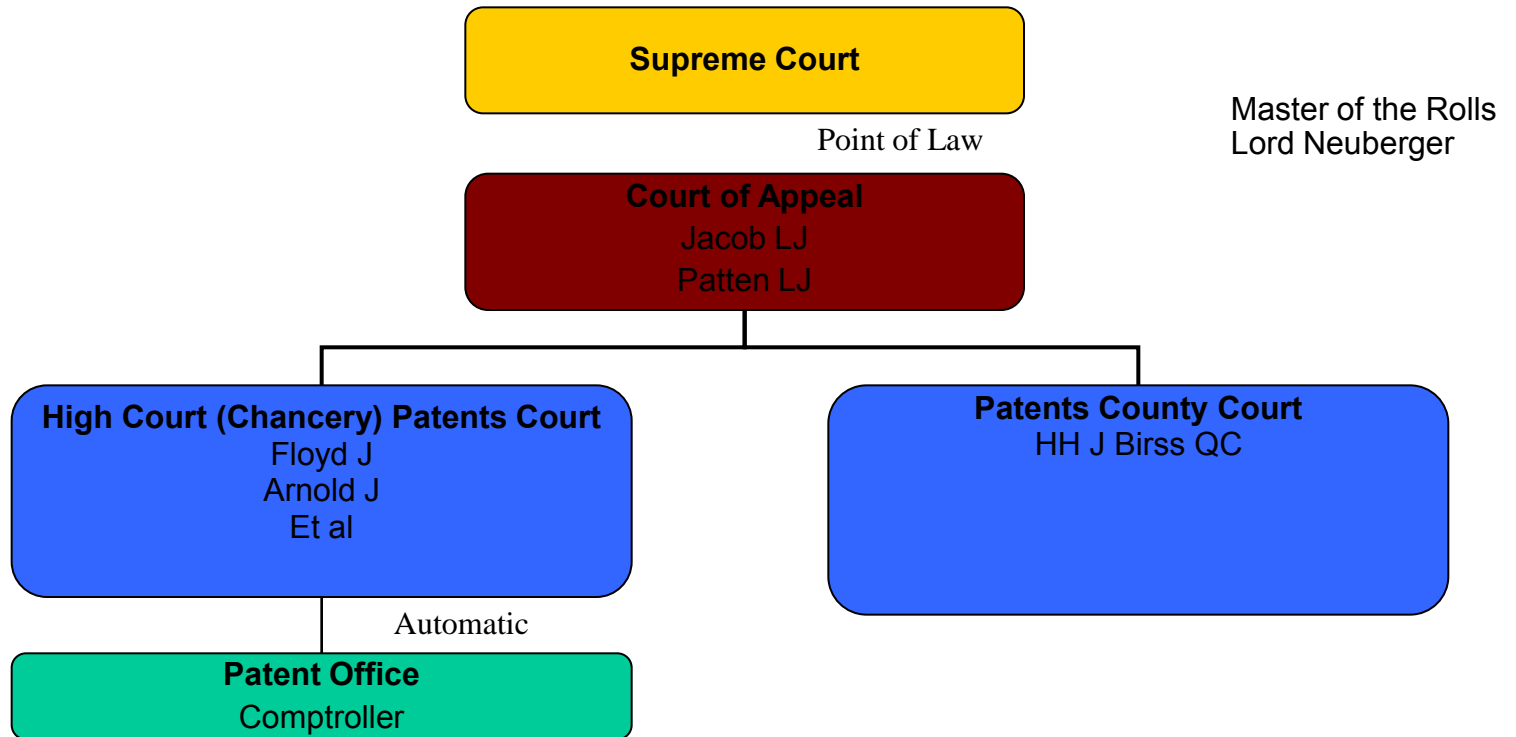 Supreme Court
Master of the Rolls
Lord Neuberger
Point of Law
Court of Appeal
Jacob LJ
Patten LJ
High Court (Chancery) Patents Court
Floyd J
Arnold J
Et al
Patents County Court
HH J Birss QC
Automatic
Patent Office
Comptroller